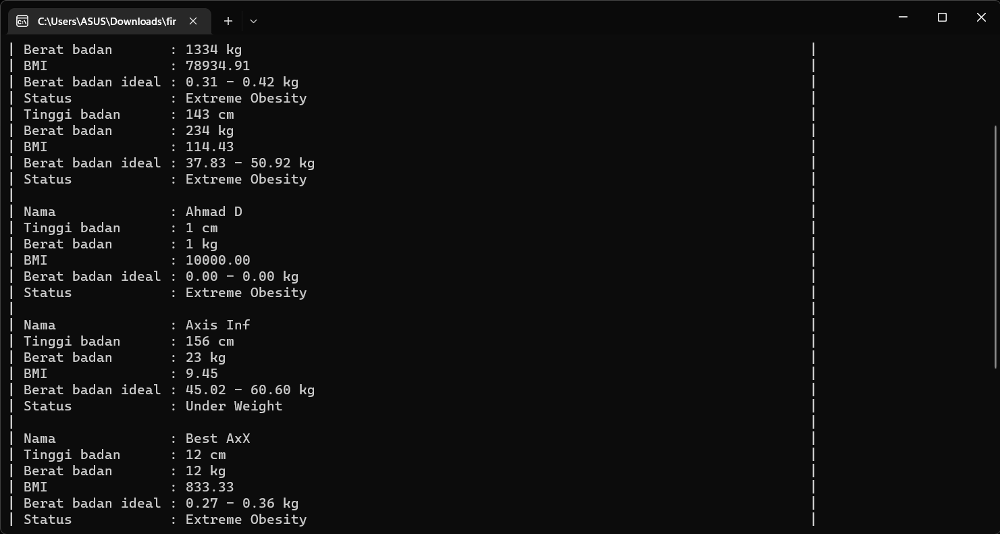 C:\Users\ASUS\Downloads\fir
| Berat badan : 1334 kg |
| BMI : 78934.91 |
| Berat badan ideal : 0.31 - 0.42 kg |
| Status : Extreme Obesity |
| Tinggi badan : 143 cm |
| Berat badan : 234 kg |
| BMI : 114.43 |
| Berat badan ideal : 37.83 - 50.92 kg |
| Status : Extreme Obesity |
| |
| Nama : Ahmad D |
| Tinggi badan : 1 cm |
| Berat badan : 1 kg |
| BMI : 10000.00 |
| Berat badan ideal : 0.00 - 0.00 kg |
| Status : Extreme Obesity |
| |
| Nama : Axis Inf |
| Tinggi badan : 156 cm |
| Berat badan : 23 kg |
| BMI : 9.45 |
| Berat badan ideal : 45.02 - 60.60 kg |
| Status : Under Weight |
| |
| Nama : Best AxX |
| Tinggi badan : 12 cm |
| Berat badan : 12 kg |
| BMI : 833.33 |
| Berat badan ideal : 0.27 - 0.36 kg |
| Status : Extreme Obesity |